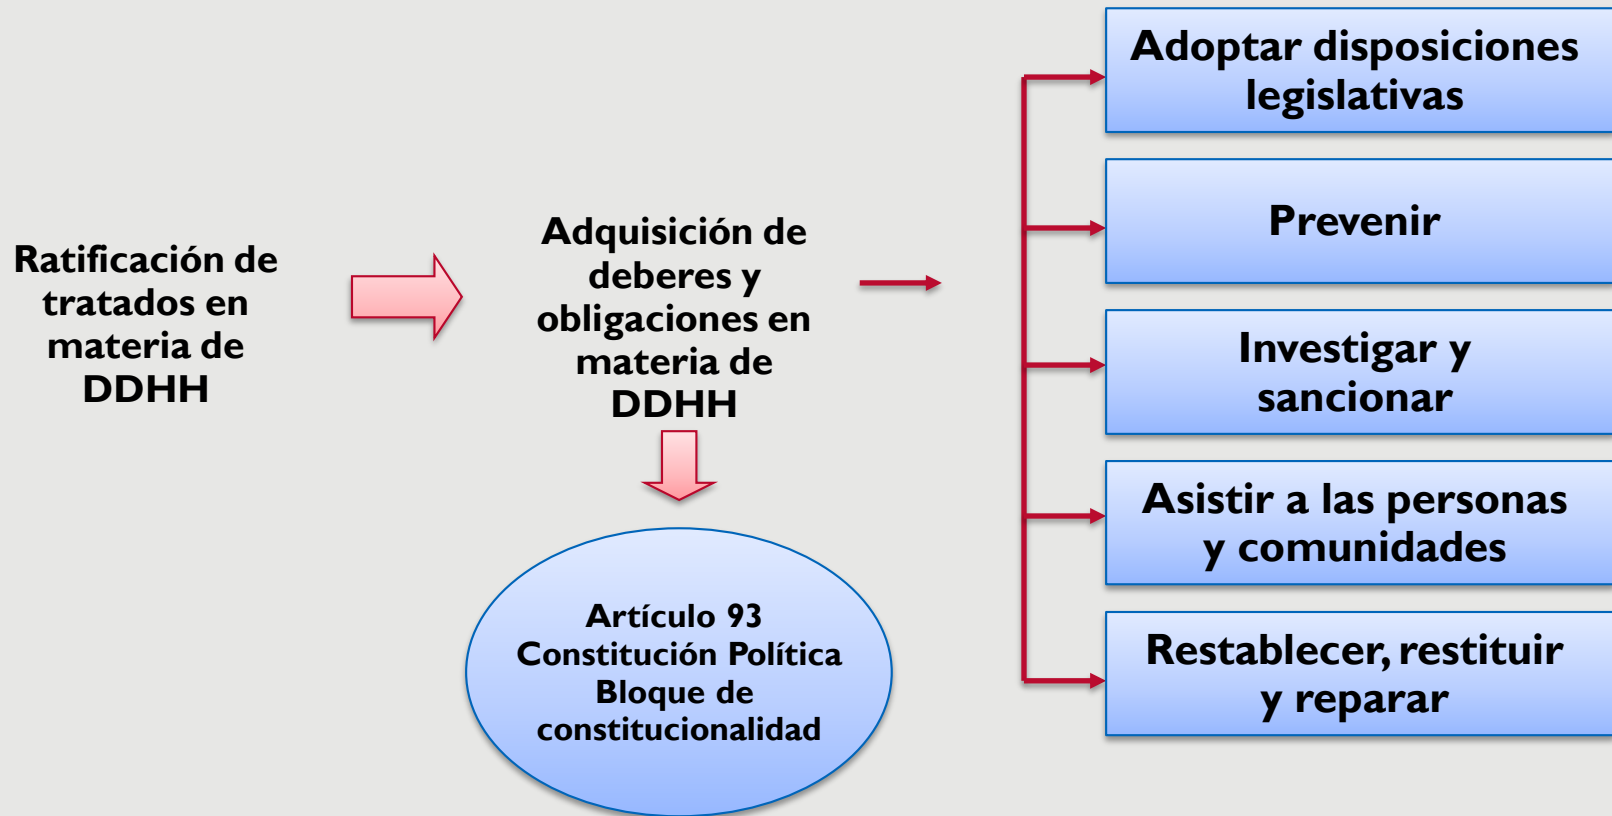 Ratificación de
tratados en
materia de
DDHH
Adquisición de
deberes y
obligaciones en
materia de
DDHH
Artículo 93
Constitución Política
Bloque de
constitucionalidad
Adoptar disposiciones
legislativas
Prevenir
Investigar y
sancionar
Asistir a las personas
y comunidades
Restablecer, restituir
y reparar